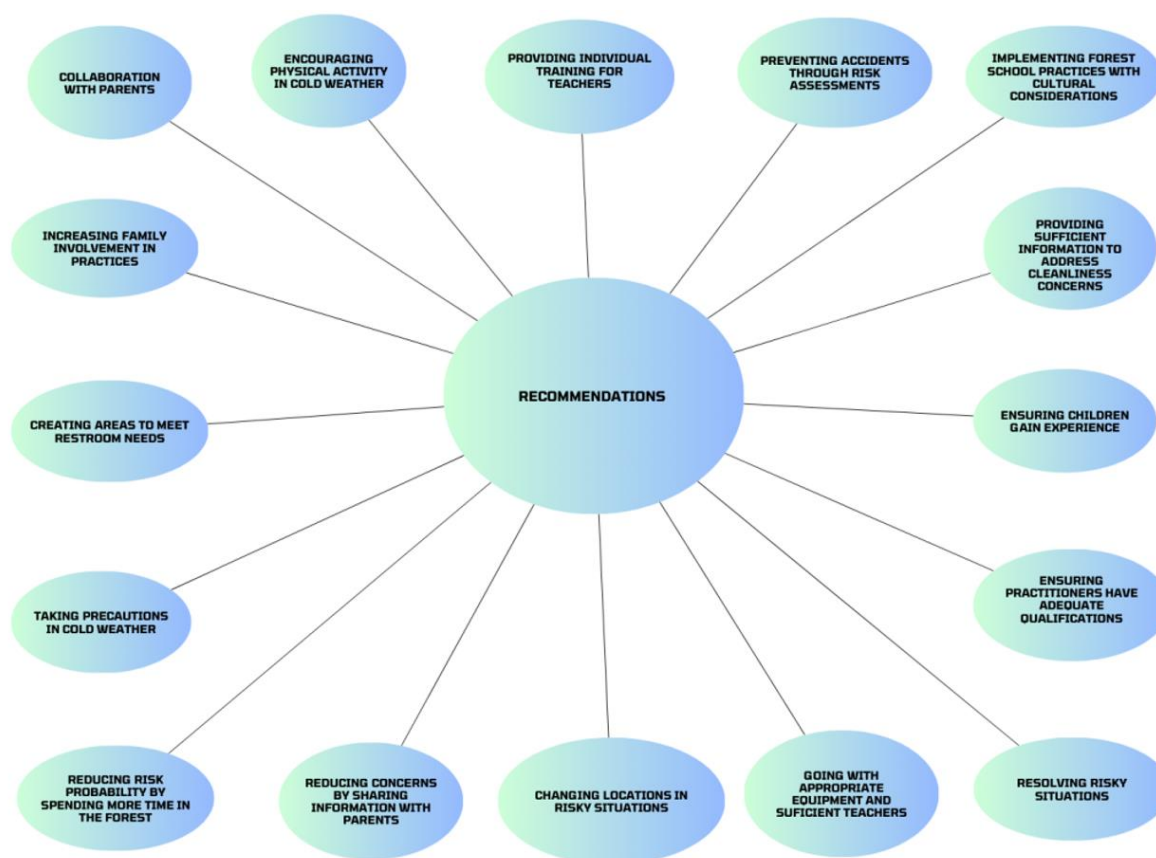 COLLABORATION
WITH PARENTS
ENCOURAGING
PHYSICAL ACTIVITY
IN COLD WEATHER
PROVIDING INDIVIDUAL
TRAINING FOR
TEACHERS
PREVENTING ACCIDENTS
THROUGH RISK
ASSESSMENTS
IMPLEMENTING FOREST
SCHOOL PRACTICES WITH
CULTURAL
CONSIDERATIONS
INCREASING FAMILY
INVOLVEMENT IN
PRACTICES
PROVIDING
SUFFICIENT
INFORMATION TO
ADDRESS
CLEANLINESS
CONCERNS
RECOMMENDATIONS
CREATING AREAS TO MEET
RESTROOM NEEDS
ENSURING CHILDREN
GAIN EXPERIENCE
TAKING PRECAUTIONS
IN COLD WEATHER
ENSURING
PRACTITIONERS HAVE
ADEQUATE
QUALIFICATIONS
REDUCING RISK
PROBABILITY BY
SPENDING MORE TIME IN
THE FOREST
REDUCING CONCERNS
BY SHARING
INFORMATION WITH
PARENTS
CHANGING LOCATIONS IN
RISKY SITUATIONS
GOING WITH
APPROPRIATE
EQUIPMENT AND
SUFICIENT TEACHERS
RESOLVING RISKY
SITUATIONS